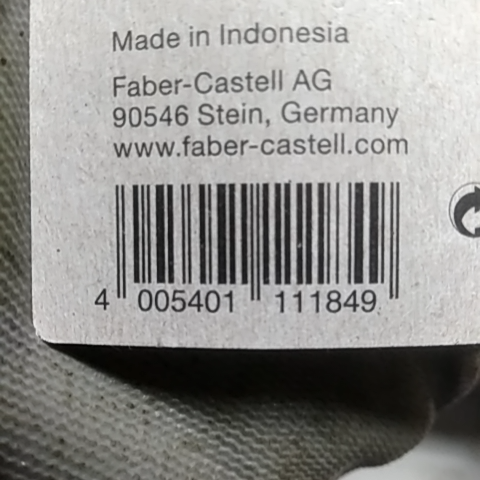 Made in Indonesia
Faber-Castell AG
90546 Stein, Germany
www.faber-castell.com
4 005401 111849